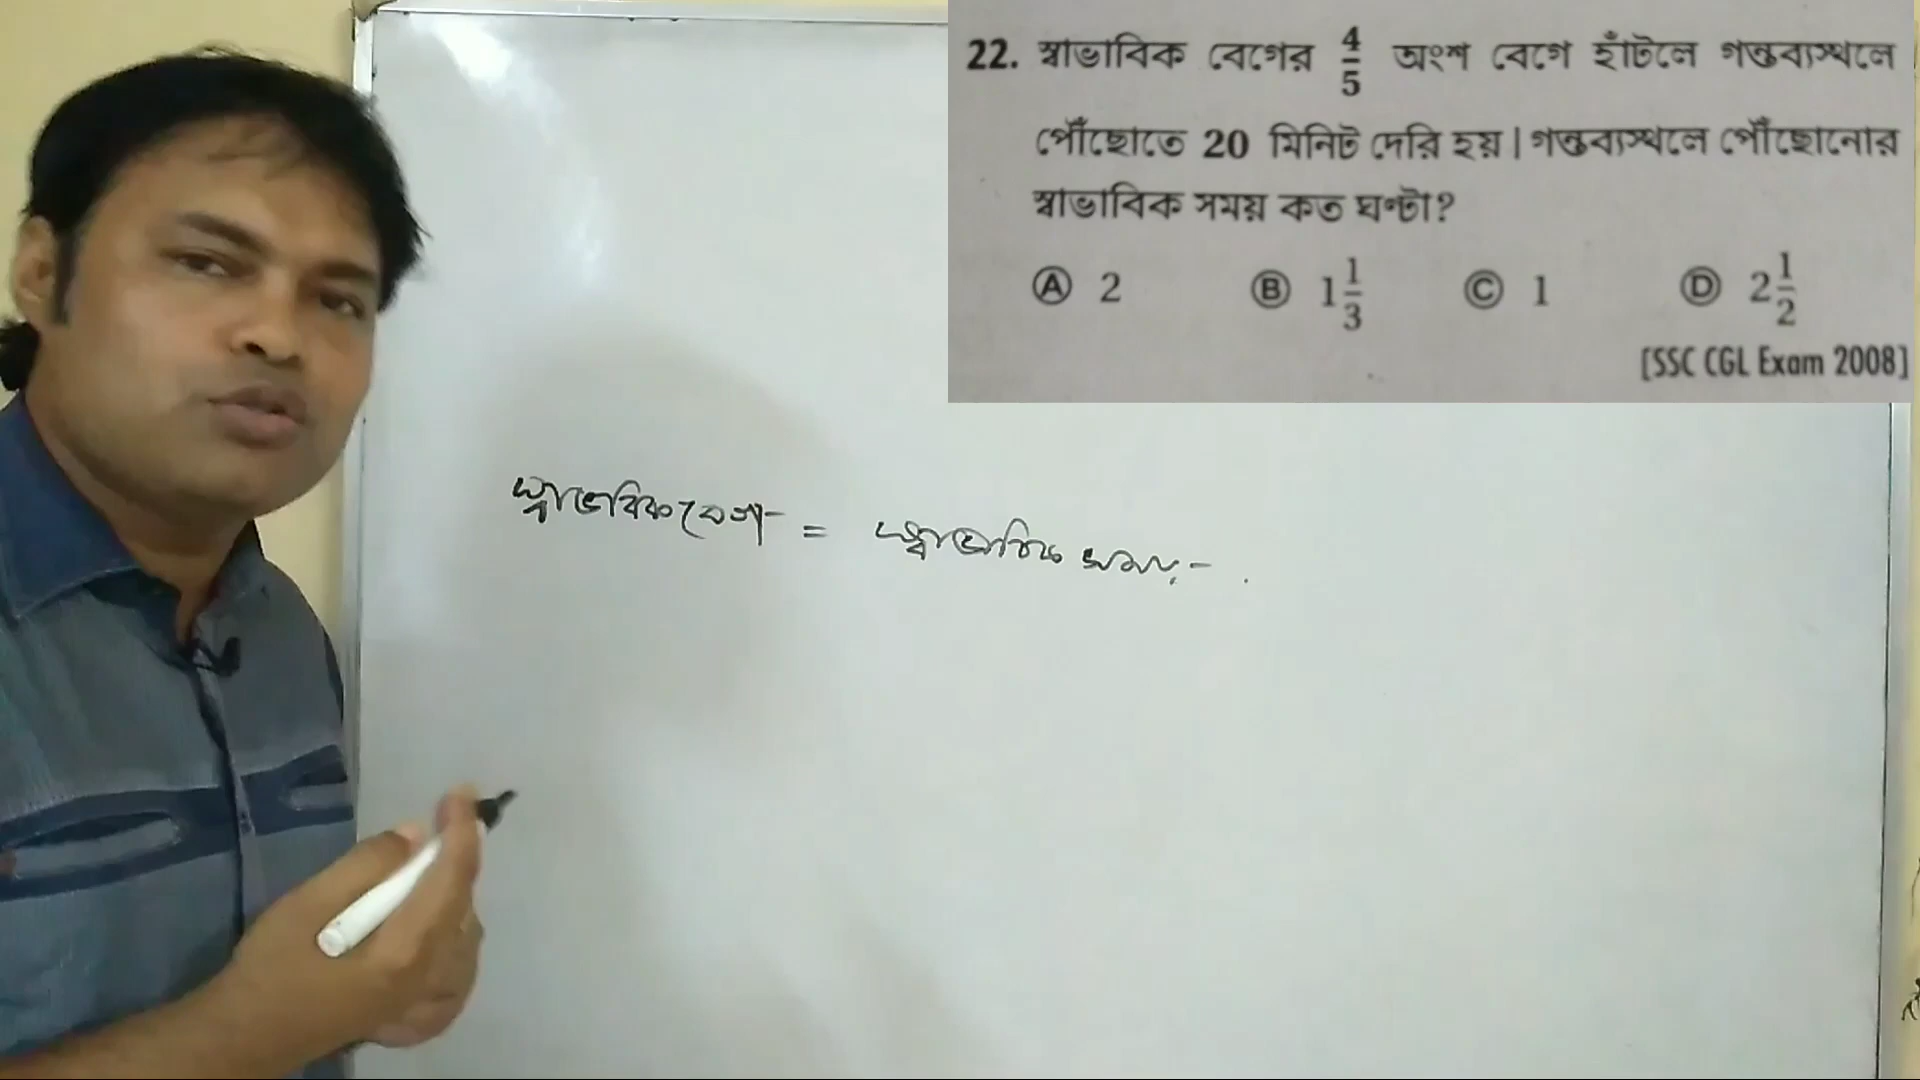 22. স্বাভাবিক বেগের 4/5 অংশ বেগে হাঁটলে গন্তব্যস্থলে
পৌঁছোতে 20 মিনিট দেরি হয়। গন্তব্যস্থলে পৌঁছোনোর
স্বাভাবিক সময় কত ঘণ্টা?
Ⓐ 2 Ⓑ 1 1/3 Ⓒ 1 Ⓓ 2 1/2
[SSC CGL Exam 2008]
স্বাভাবিক বেগ = স্বাভাবিক সময়